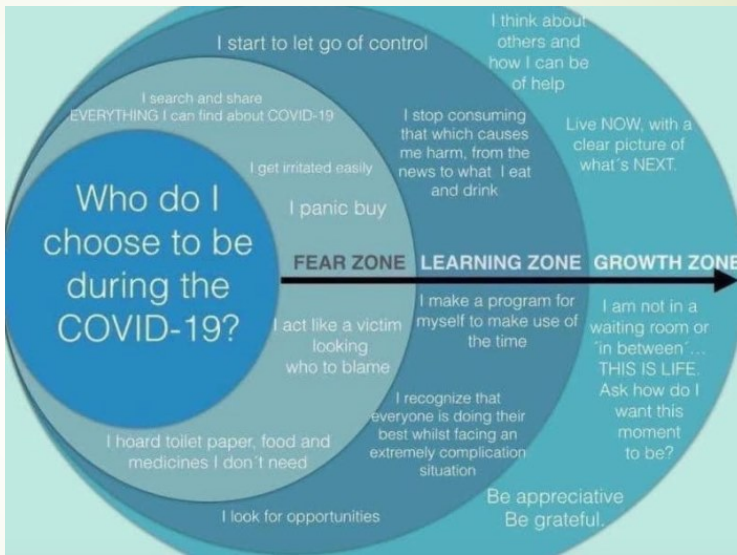 Who do I
choose to be
during the
COVID-19?
FEAR ZONE
I search and share
EVERYTHING I can find about COVID-19
I get irritated easily
I panic buy
I act like a victim
looking
who to blame
I hoard toilet paper, food and
medicines I don´t need
LEARNING ZONE
I start to let go of control
I stop consuming
that which causes
me harm, from the
news to what I eat
and drink
I make a program for
myself to make use of
the time
I recognize that
everyone is doing their
best whilst facing an
extremely complication
situation
I look for opportunities
GROWTH ZONE
I think about
others and
how I can be
of help
Live NOW, with a
clear picture of
what´s NEXT.
I am not in a
waiting room or
´in between´...
THIS IS LIFE.
Ask how do I
want this
moment
to be?
Be appreciative
Be grateful.